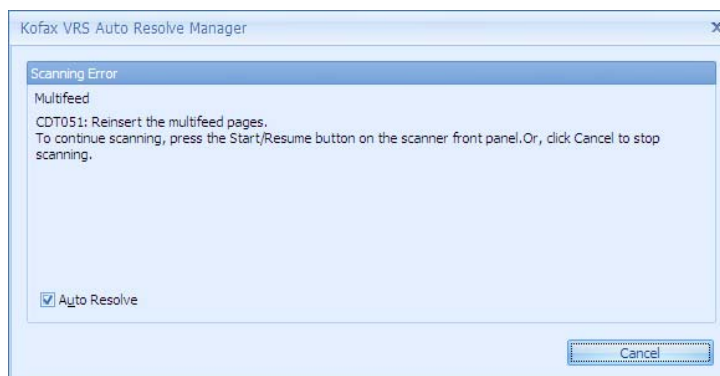 Kofax VRS Auto Resolve Manager
Scanning Error
Multifeed
CDT051: Reinsert the multifeed pages.
To continue scanning, press the Start/Resume button on the scanner front panel.Or, click Cancel to stop
scanning.
Auto Resolve
Cancel